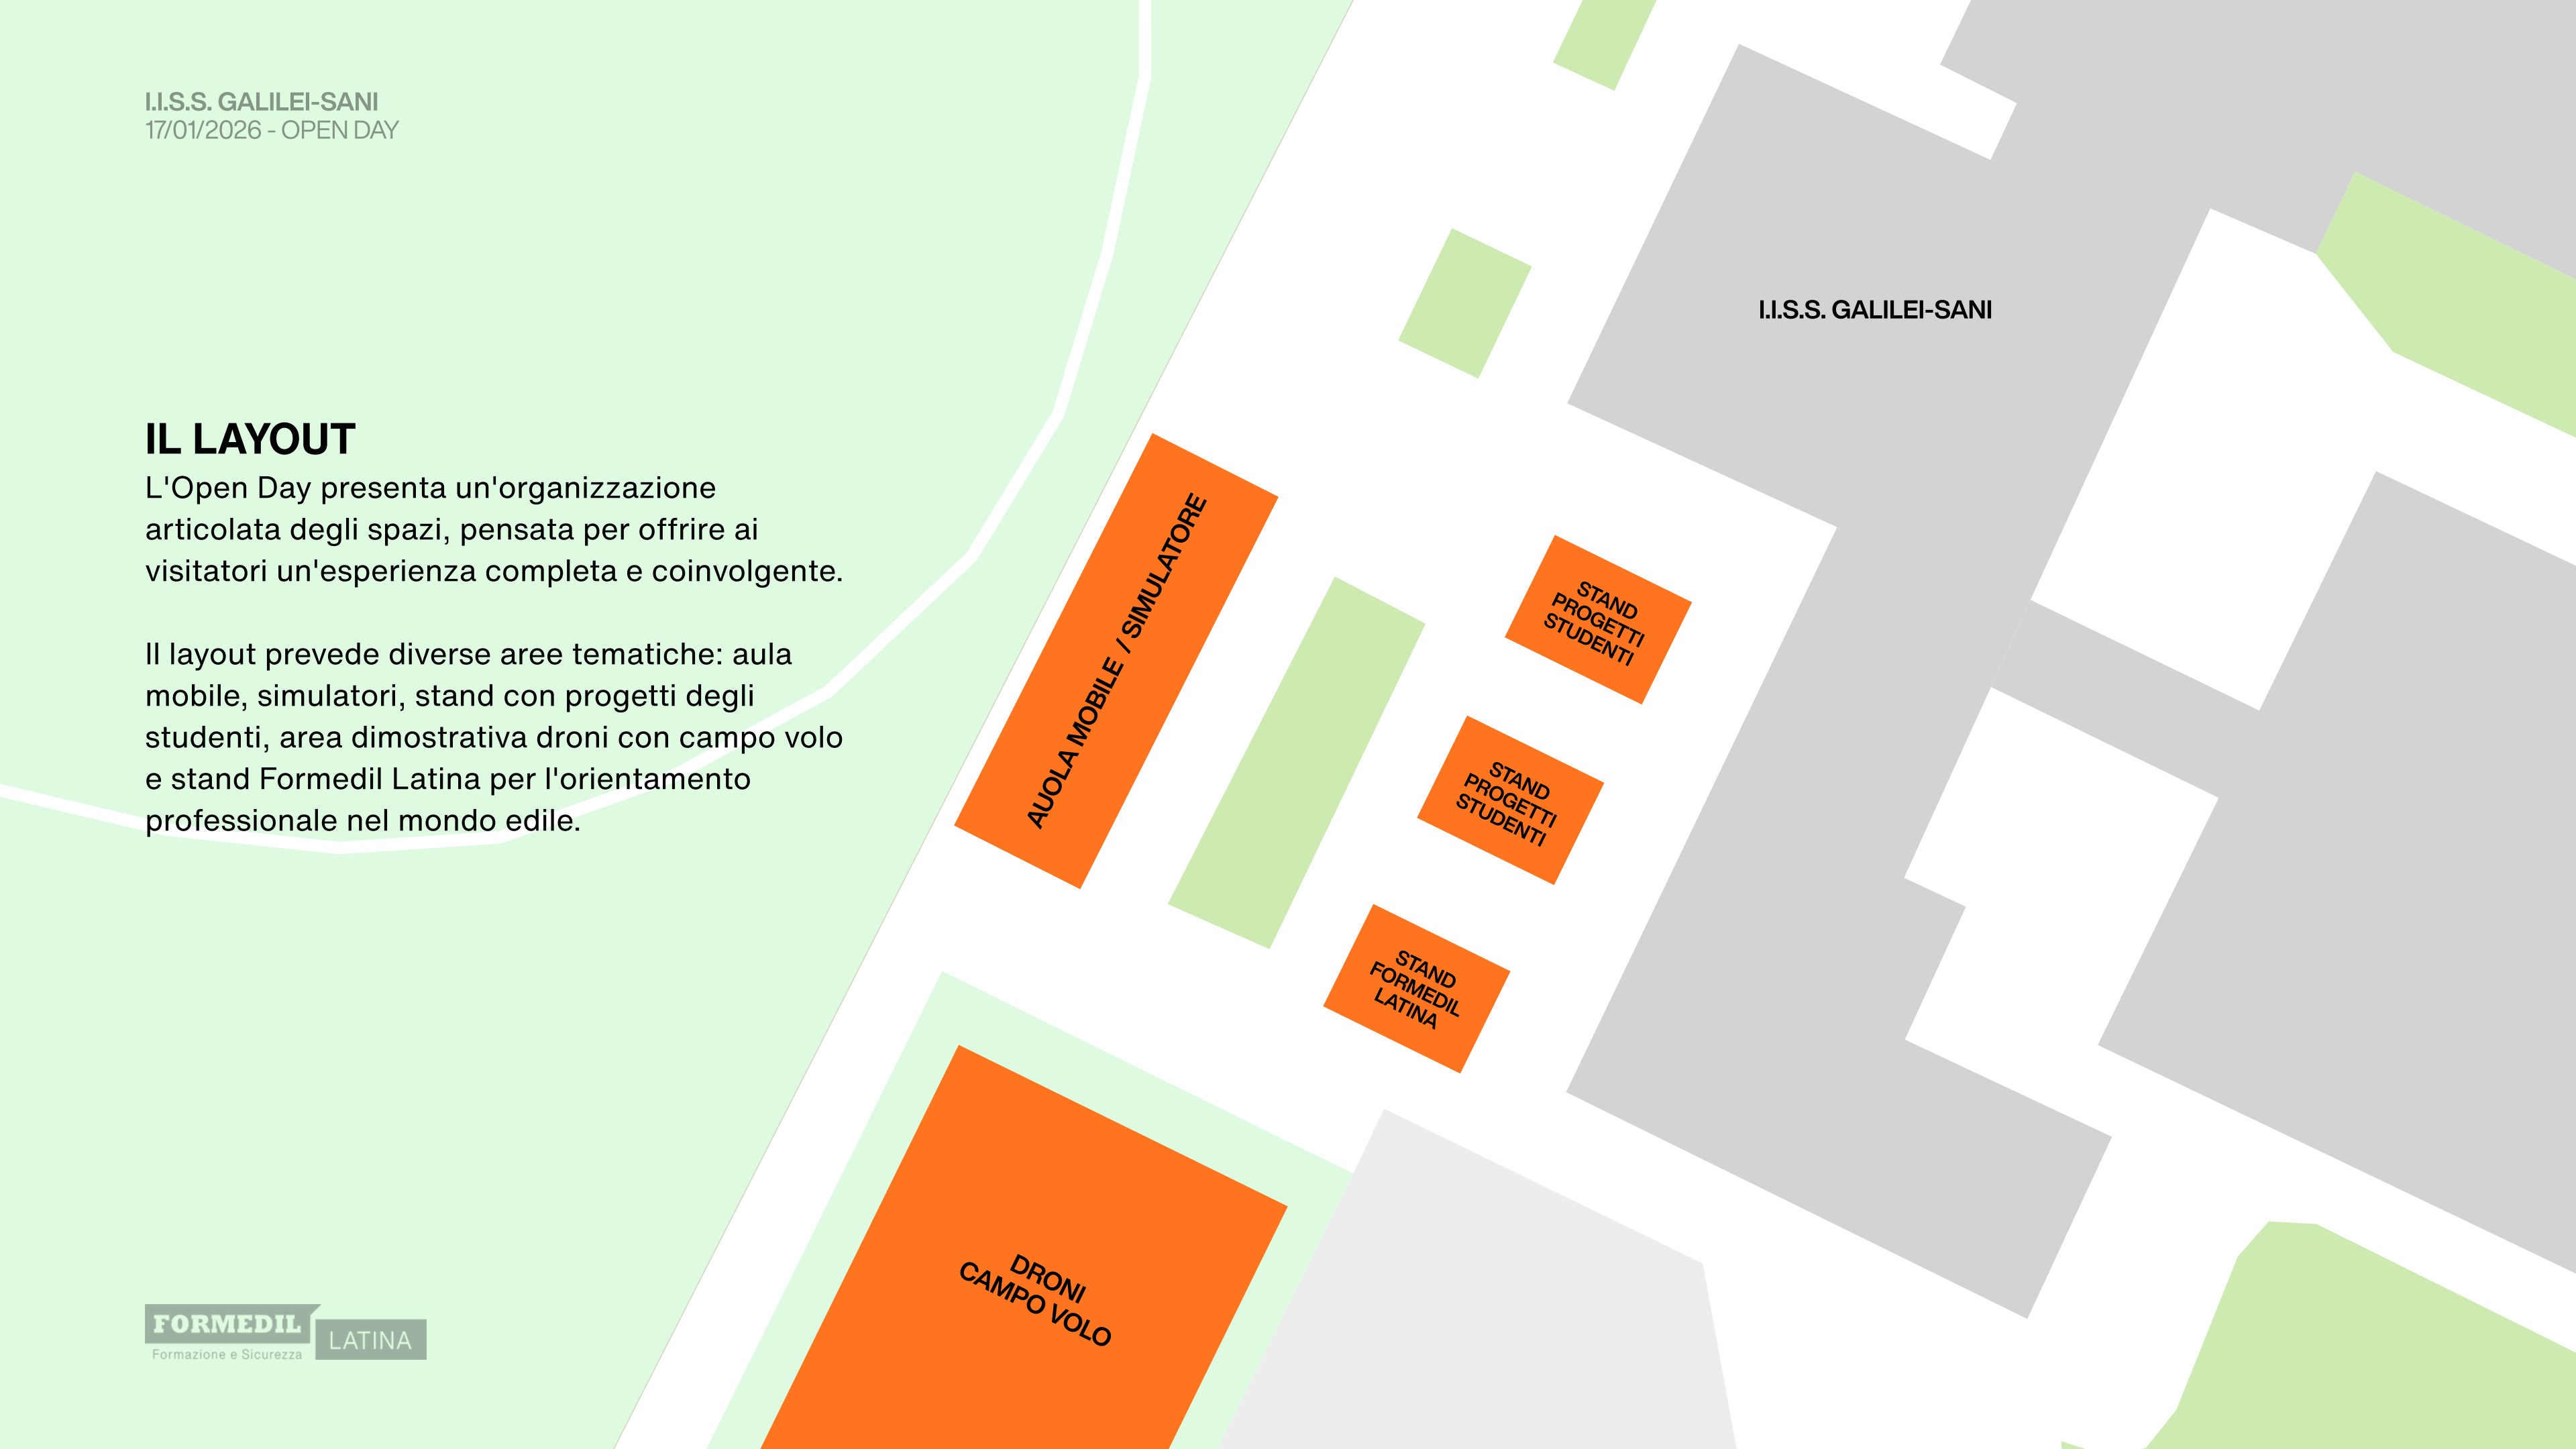 I.I.S.S. GALILEI-SANI
17/01/2026 - OPEN DAY
IL LAYOUT
L'Open Day presenta un'organizzazione
articolata degli spazi, pensata per offrire ai
visitatori un'esperienza completa e coinvolgente.
Il layout prevede diverse aree tematiche: aula
mobile, simulatori, stand con progetti degli
studenti, area dimostrativa droni con campo volo
e stand Formedil Latina per l'orientamento
professionale nel mondo edile.
FORMEDIL
LATINA
Formazione e Sicurezza
I.I.S.S. GALILEI-SANI
AUOLA MOBILE / SIMULATORE
STAND
PROGETTI
STUDENTI
STAND
PROGETTI
STUDENTI
STAND
FORMEDIL
LATINA
DRONI
CAMPO VOLO